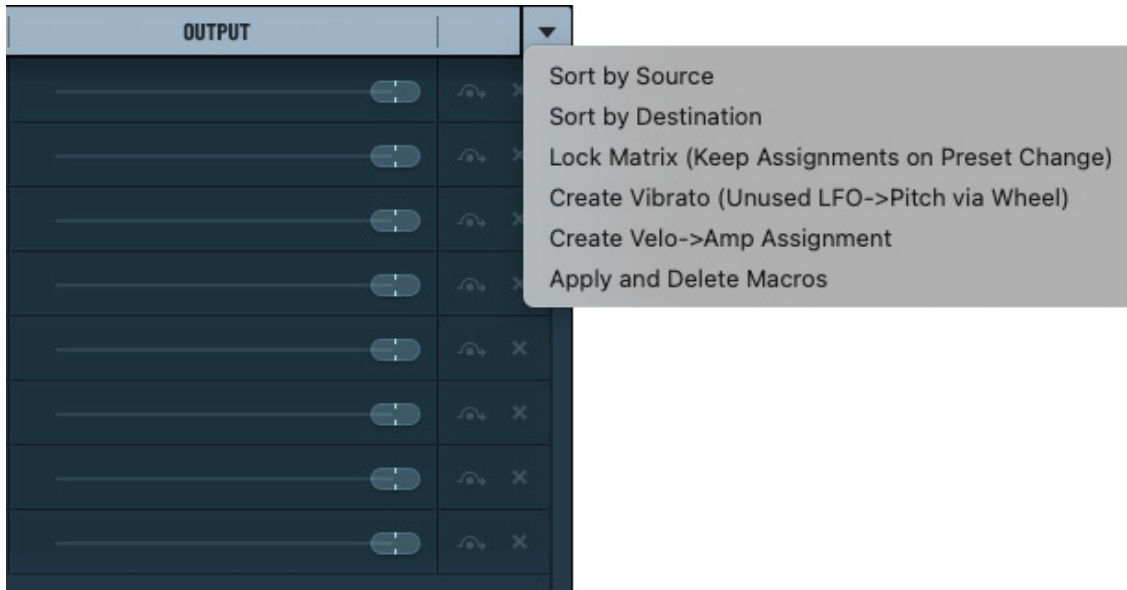 OUTPUT
Sort by Source
Sort by Destination
Lock Matrix (Keep Assignments on Preset Change)
Create Vibrato (Unused LFO->Pitch via Wheel)
Create Velo->Amp Assignment
Apply and Delete Macros